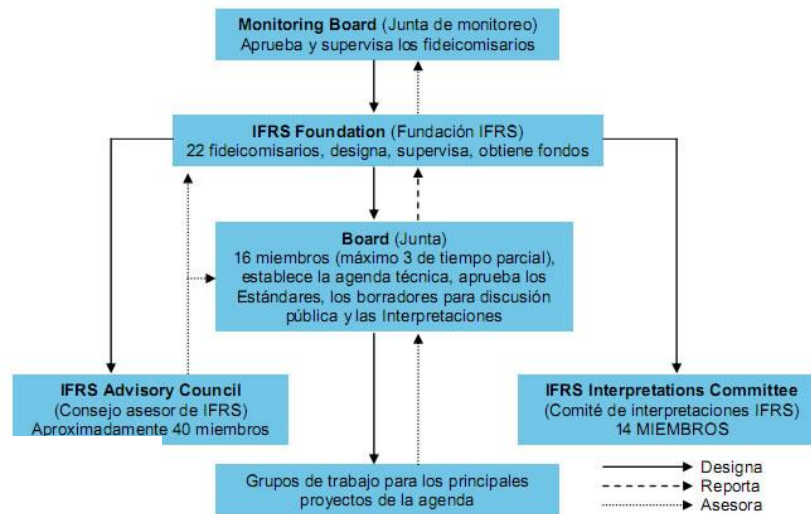 Monitoring Board (Junta de monitoreo)
Aprueba y supervisa los fideicomisarios
IFRS Foundation (Fundación IFRS)
22 fideicomisarios, designa, supervisa, obtiene fondos
Board (Junta)
16 miembros (máximo 3 de tiempo parcial),
establece la agenda técnica, aprueba los
Estándares, los borradores para discusión
pública y las Interpretaciones
IFRS Advisory Council
(Consejo asesor de IFRS)
Aproximadamente 40 miembros
IFRS Interpretations Committee
(Comité de interpretaciones IFRS)
14 MIEMBROS
Grupos de trabajo para los principales
proyectos de la agenda
Designa
Reporta
Asesora